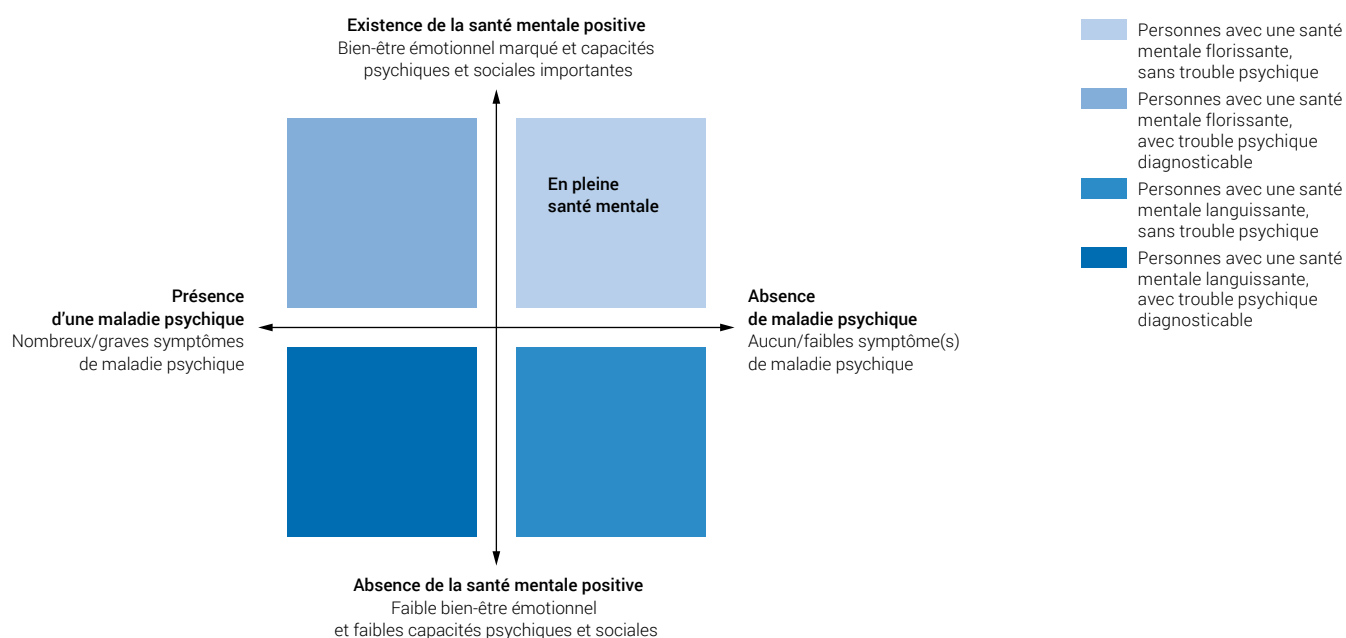 Existence de la santé mentale positive
Bien-être émotionnel marqué et capacités
psychiques et sociales importantes
En pleine
santé mentale
Présence
d'une maladie psychique
Nombreux/graves symptômes
de maladie psychique
Absence
de maladie psychique
Aucun/faibles symptôme(s)
de maladie psychique
Absence de la santé mentale positive
Faible bien-être émotionnel
et faibles capacités psychiques et sociales
Personnes avec une santé
mentale florissante,
sans trouble psychique
Personnes avec une santé
mentale florissante,
avec trouble psychique
diagnosticable
Personnes avec une santé
mentale languissante,
sans trouble psychique
Personnes avec une santé
mentale languissante,
avec trouble psychique
diagnosticable